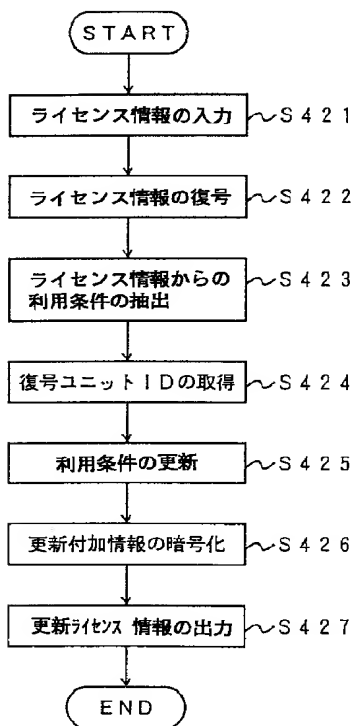 START
ライセンス情報の入力 S421
ライセンス情報の復号 S422
ライセンス情報からの
利用条件の抽出 S423
復号ユニットIDの取得 S424
利用条件の更新 S425
更新付加情報の暗号化 S426
更新ライセンス 情報の出力 S427
END